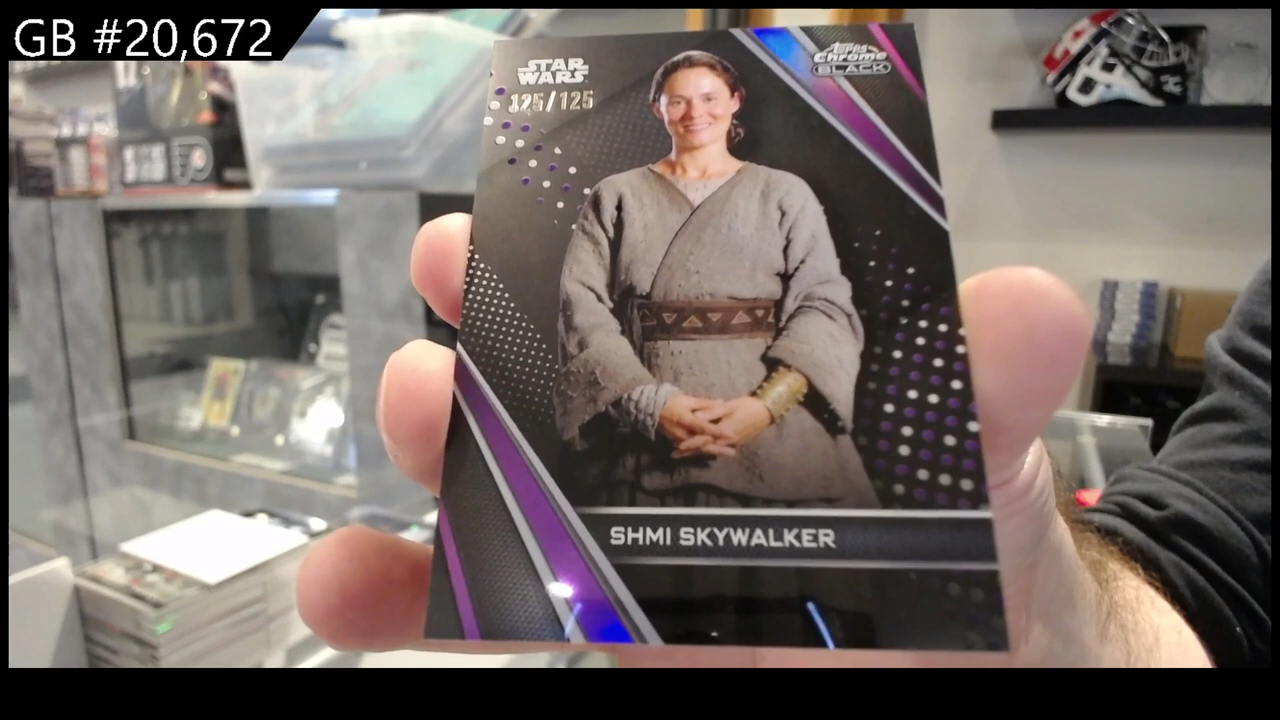 GB #20,672
STAR
WARS
125/125
Topps
Chrome
BLACK
SHMI SKYWALKER